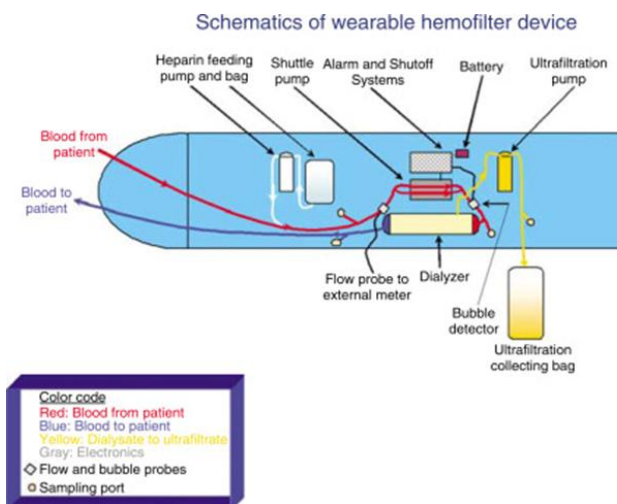 Schematics of wearable hemofilter device
Heparin feeding
pump and bag
Shuttle
pump
Alarm and Shutoff
Systems
Battery
Ultrafiltration
pump
Blood from
patient
Blood to
patient
Flow probe to
external meter
Dialyzer
Bubble
detector
Ultrafiltration
collecting bag
Color code
Red: Blood from patient
Blue: Blood to patient
Yellow: Dialysate to ultrafiltrate
Gray: Electronics
Flow and bubble probes
Sampling port